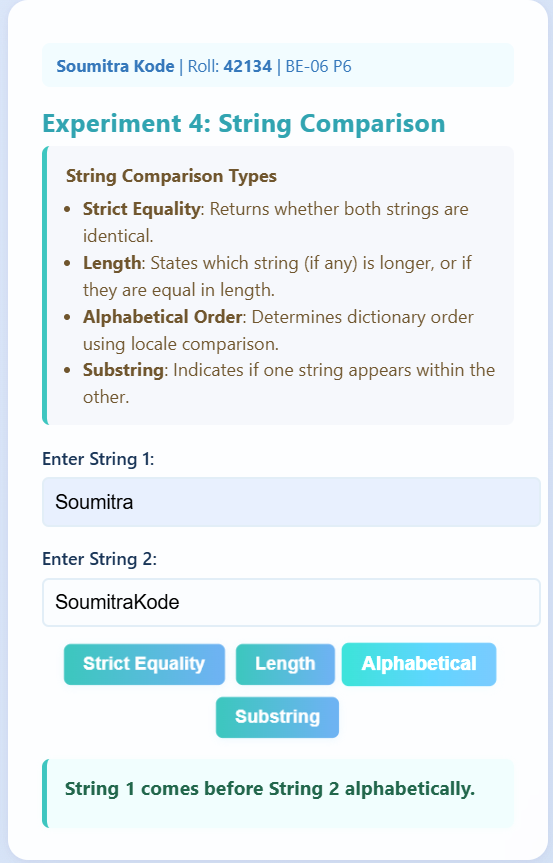 Soumitra Kode | Roll: 42134 | BE-06 P6
Experiment 4: String Comparison
String Comparison Types
• Strict Equality: Returns whether both strings are
identical.
• Length: States which string (if any) is longer, or if
they are equal in length.
• Alphabetical Order: Determines dictionary order
using locale comparison.
• Substring: Indicates if one string appears within the
other.
Enter String 1:
Soumitra
Enter String 2:
SoumitraKode
Strict Equality Length Alphabetical
Substring
String 1 comes before String 2 alphabetically.